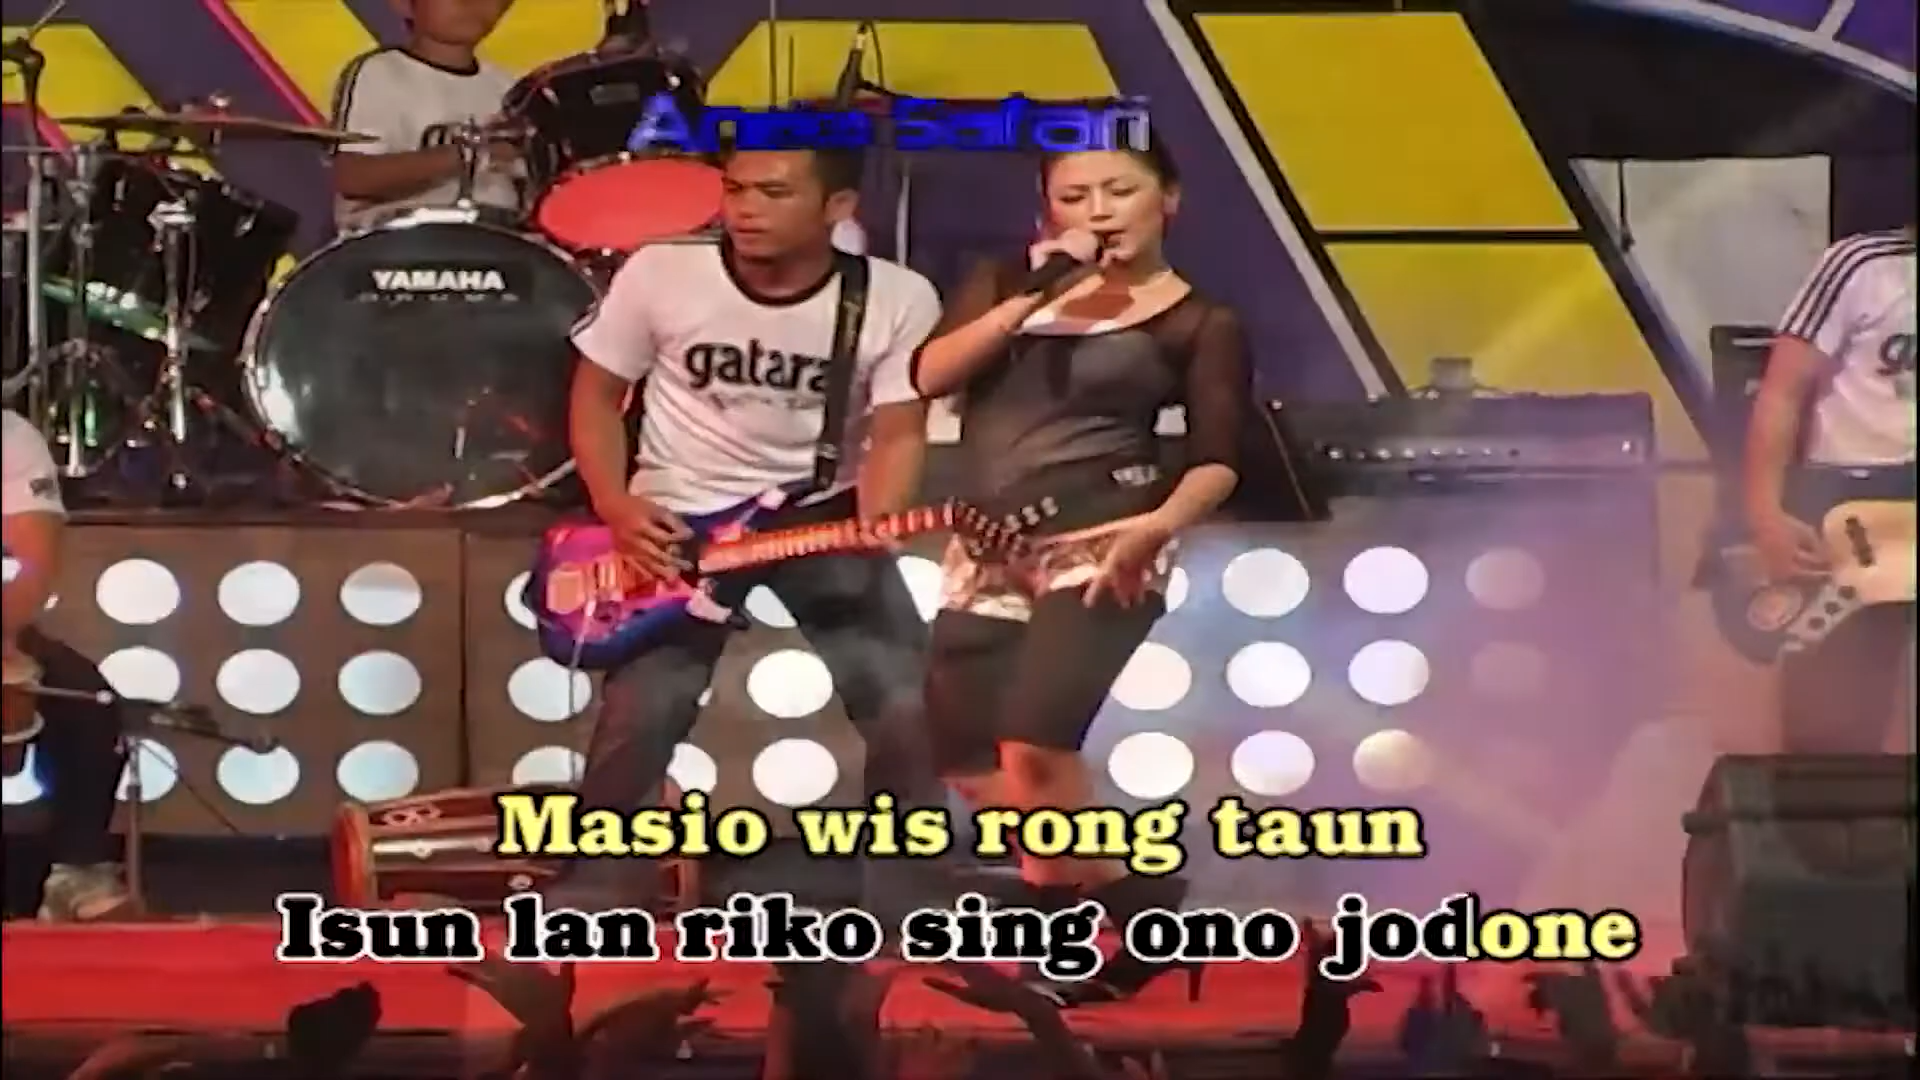 YAMAHA
gatara
Masio wis rong taun
Isun lan riko sing ono jodone